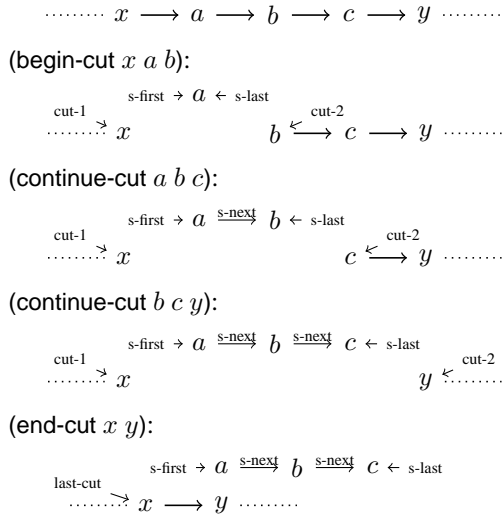 x → a → b → c → y
(begin-cut x a b):
s-first → a ← s-last
cut-1 cut-2
x b → c → y
(continue-cut a b c):
s-first → a s-next b ← s-last
cut-1 cut-2
x c → y
(continue-cut b c y):
s-first → a s-next b s-next c ← s-last
cut-1 cut-2
x y
(end-cut x y):
s-first → a s-next b s-next c ← s-last
last-cut
x → y